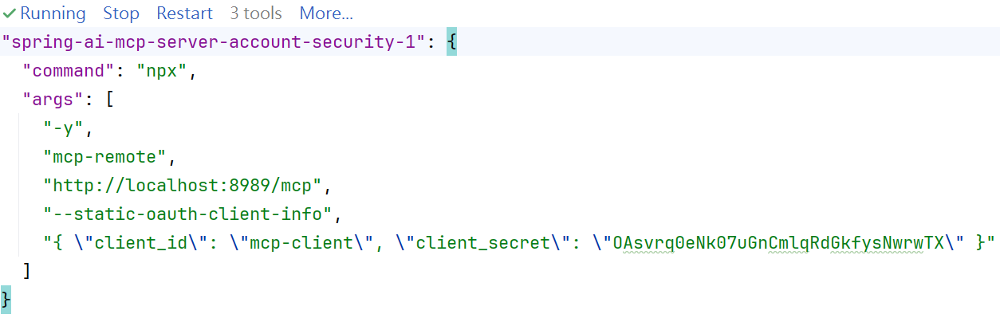 Running Stop Restart 3 tools More...
"spring-ai-mcp-server-account-security-1": {
"command": "npx",
"args": [
"-y",
"mcp-remote",
"http://localhost:8989/mcp",
"--static-oauth-client-info",
"{ \"client_id\": \"mcp-client\", \"client_secret\": \"OAsvrq0eNk07uGnCmlqRdGkfysNwrwTX\" }"
]
}